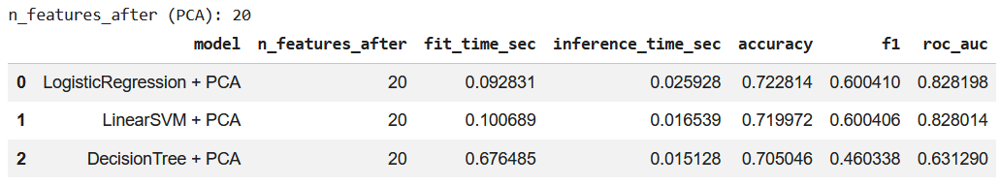 n_features_after (PCA): 20
model n_features_after fit_time_sec inference_time_sec accuracy f1 roc_auc
0 LogisticRegression + PCA 20 0.092831 0.025928 0.722814 0.600410 0.828198
1 LinearSVM + PCA 20 0.100689 0.016539 0.719972 0.600406 0.828014
2 DecisionTree + PCA 20 0.676485 0.015128 0.705046 0.460338 0.631290